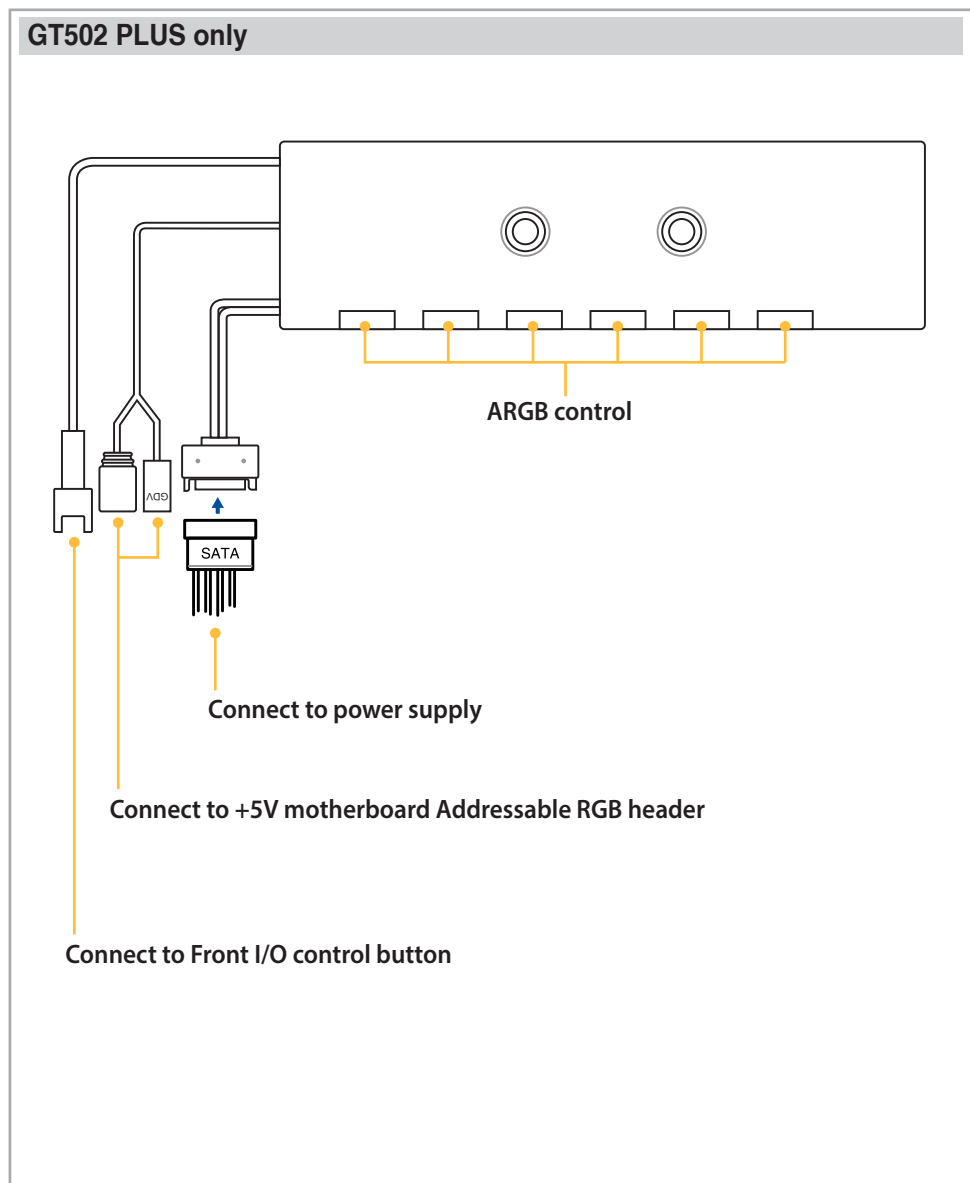 GT502 PLUS only
ARGB control
GDV
SATA
Connect to power supply
Connect to +5V motherboard Addressable RGB header
Connect to Front I/O control button